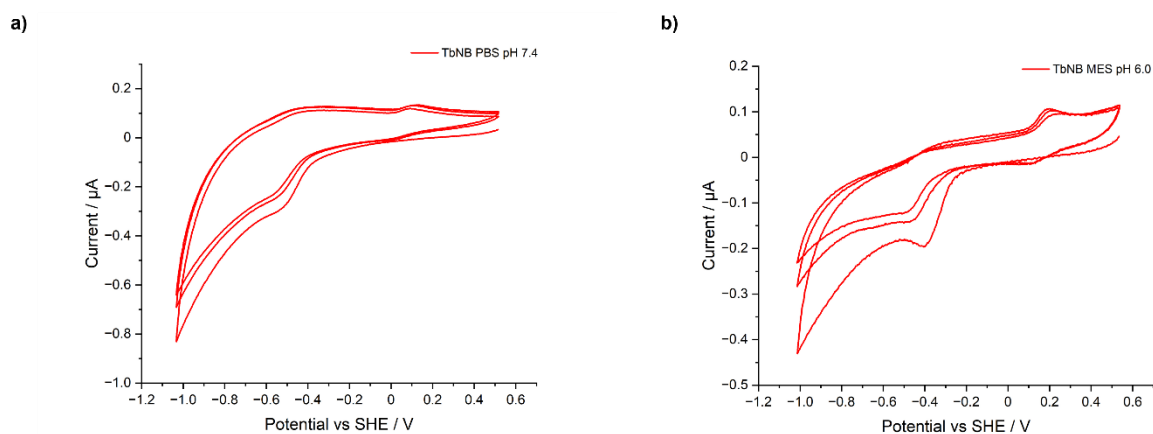 a)
TbNB PBS pH 7.4
0.2
0
−0.2
−0.4
−0.6
−0.8
−1.0
Current / µA
−1.2 −1.0 −0.8 −0.6 −0.4 −0.2 0 0.2 0.4 0.6
Potential vs SHE / V
b)
TbNB MES pH 6.0
0.2
0.1
0
−0.1
−0.2
−0.3
−0.4
−0.5
Current / µA
−1.2 −1.0 −0.8 −0.6 −0.4 −0.2 0 0.2 0.4 0.6
Potential vs SHE / V